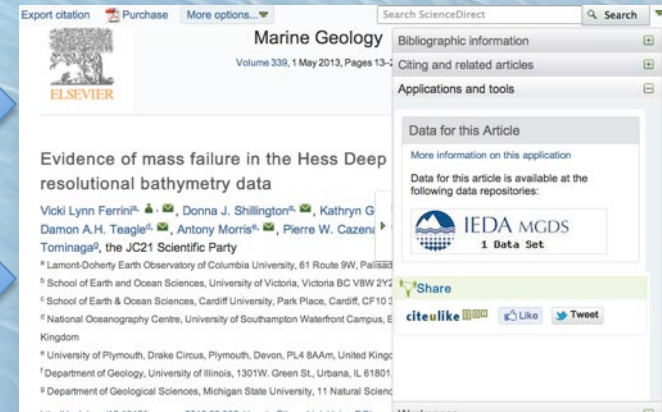 Export citation Purchase More options...
Search ScienceDirect Search
Marine Geology
Volume 339, 1 May 2013, Pages 13–2
ELSEVIER
Evidence of mass failure in the Hess Deep
resolutional bathymetry data
Vicki Lynn Ferrini a, Donna J. Shillington a, Kathryn G
Damon A.H. Teagle d, Antony Morris e, Pierre W. Cazena
Tominaga g, the JC21 Scientific Party
a Lamont-Doherty Earth Observatory of Columbia University, 61 Route 9W, Palisad
b School of Earth and Ocean Sciences, University of Victoria, Victoria BC V8W 2Y2
c School of Earth & Ocean Sciences, Cardiff University, Park Place, Cardiff, CF10 3
d National Oceanography Centre, University of Southampton Waterfront Campus, E
Kingdom
e University of Plymouth, Drake Circus, Plymouth, Devon, PL4 8AAm, United Kingd
f Department of Geology, University of Illinois, 1301W. Green St., Urbana, IL 61801
g Department of Geological Sciences, Michigan State University, 11 Natural Scienc
Bibliographic information
Citing and related articles
Applications and tools
Data for this Article
More information on this application
Data for this article is available at the
following data repositories:
IEDA MGDS
1 Data Set
Share
citeulike Like Tweet